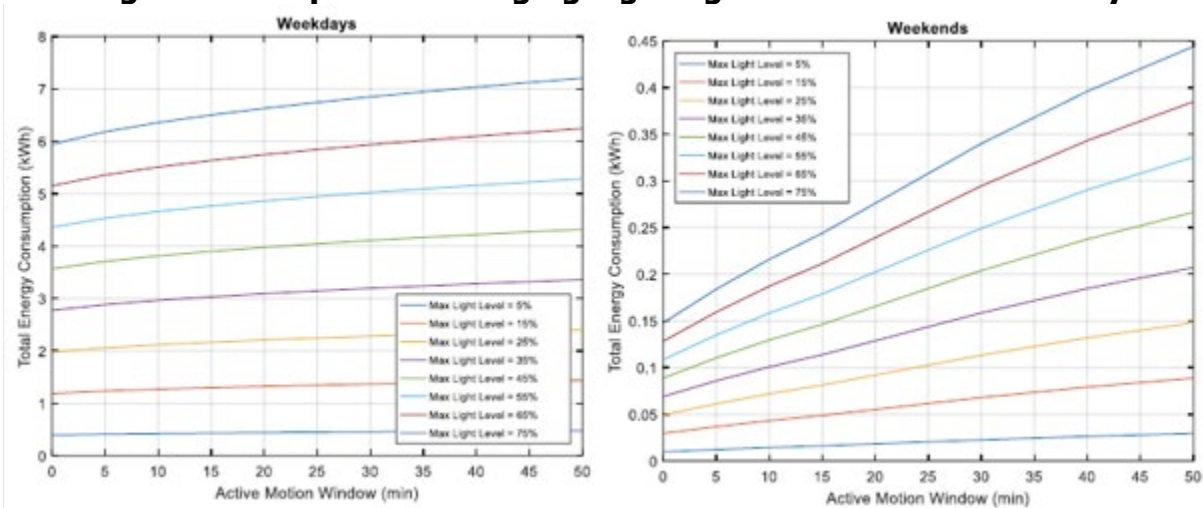 Weekdays
8
7
6
5
4
3
2
1
0
Total Energy Consumption (kWh)
Max Light Level = 5%
Max Light Level = 15%
Max Light Level = 25%
Max Light Level = 35%
Max Light Level = 45%
Max Light Level = 55%
Max Light Level = 65%
Max Light Level = 75%
0 5 10 15 20 25 30 35 40 45 50
Active Motion Window (min)
Weekends
0.45
0.4
0.35
0.3
0.25
0.2
0.15
0.1
0.05
0
Total Energy Consumption (kWh)
Max Light Level = 5%
Max Light Level = 15%
Max Light Level = 25%
Max Light Level = 35%
Max Light Level = 45%
Max Light Level = 55%
Max Light Level = 65%
Max Light Level = 75%
0 5 10 15 20 25 30 35 40 45 50
Active Motion Window (min)